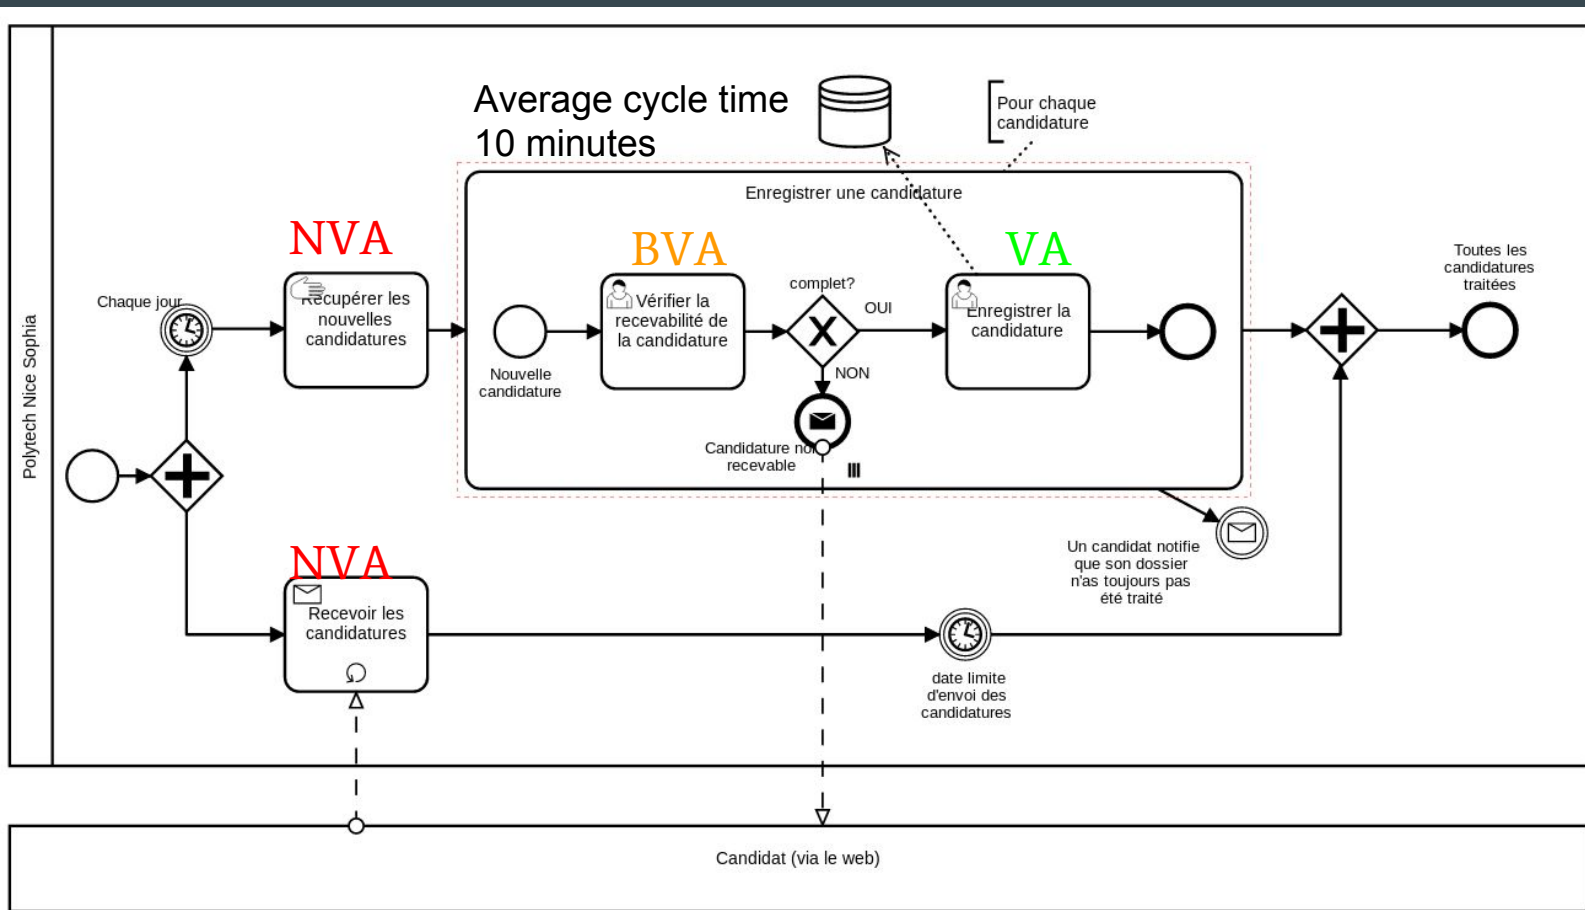 Average cycle time
10 minutes
Pour chaque
candidature
Enregistrer une candidature
NVA
BVA
VA
Toutes les
candidatures
traitées
Chaque jour
Récupérer les
nouvelles
candidatures
Vérifier la
recevabilité de
la candidature
complet?
OUI
Enregistrer la
candidature
Nouvelle
candidature
NON
Candidature non
recevable
Polytech Nice Sophia
Un candidat notifie
que son dossier
n'as toujours pas
été traité
NVA
Recevoir les
candidatures
date limite
d'envoi des
candidatures
Candidat (via le web)